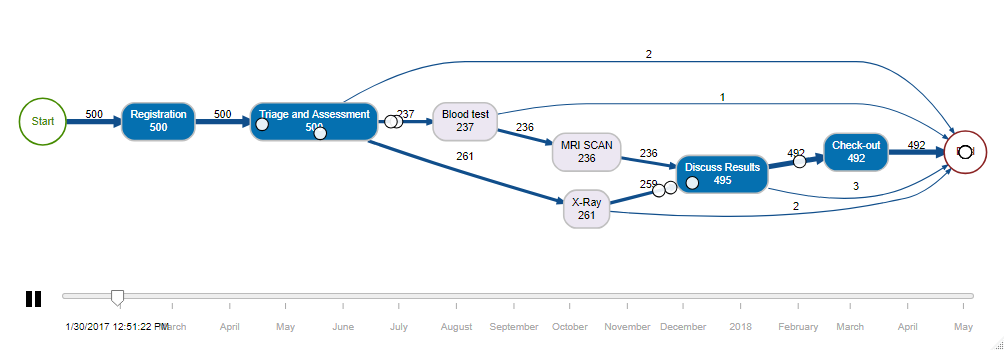 2
Start
500
Registration
500
500
Triage and Assessment
237
Blood test
237
1
236
MRI SCAN
236
236
261
X-Ray
261
259
Discuss Results
495
492
Check-out
492
492
3
2
1/30/2017 12:51:22 PM
April
May
June
July
August
September
October
November
December
2018
February
March
April
May